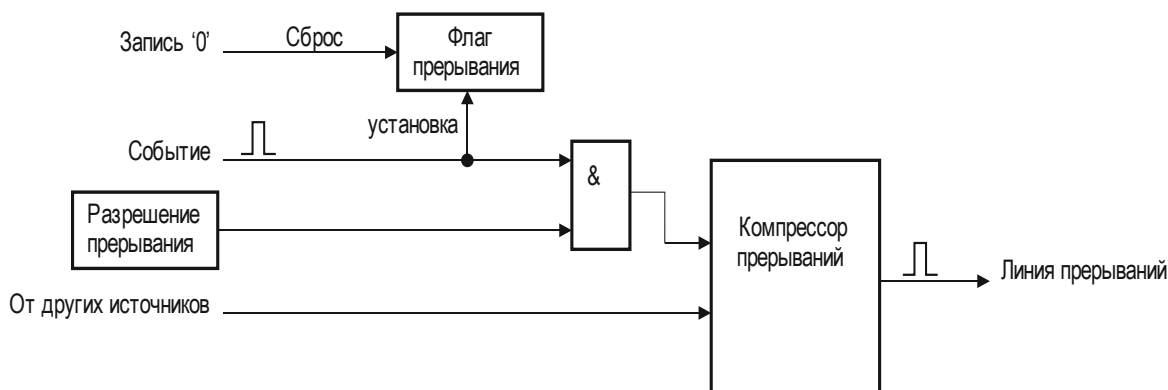 Запись ‘0’
Сброс
Флаг
прерывания
установка
Событие
&
Разрешение
прерывания
Компрессор
прерываний
Линия прерываний
От других источников